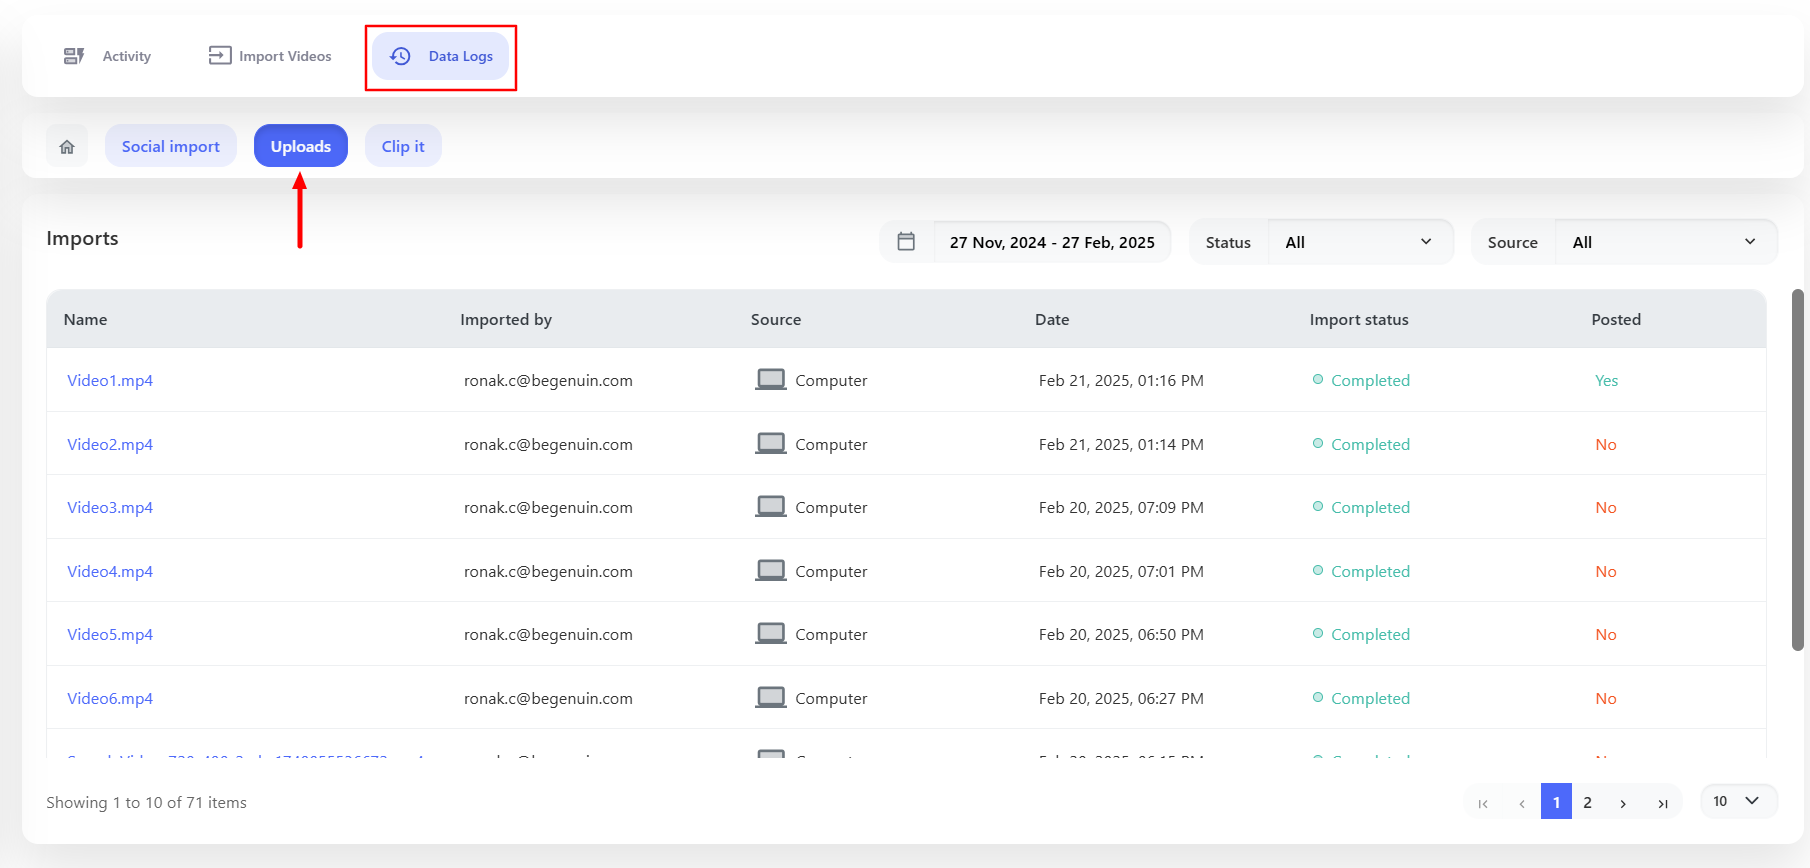 Activity Import Videos Data Logs
Social import Uploads Clip it
Imports 27 Nov, 2024 - 27 Feb, 2025 Status All Source All
Name Imported by Source Date Import status Posted
Video1.mp4 ronak.c@begenuin.com Computer Feb 21, 2025, 01:16 PM Completed Yes
Video2.mp4 ronak.c@begenuin.com Computer Feb 21, 2025, 01:14 PM Completed No
Video3.mp4 ronak.c@begenuin.com Computer Feb 20, 2025, 07:09 PM Completed No
Video4.mp4 ronak.c@begenuin.com Computer Feb 20, 2025, 07:01 PM Completed No
Video5.mp4 ronak.c@begenuin.com Computer Feb 20, 2025, 06:50 PM Completed No
Video6.mp4 ronak.c@begenuin.com Computer Feb 20, 2025, 06:27 PM Completed No
Showing 1 to 10 of 71 items 1 2 10